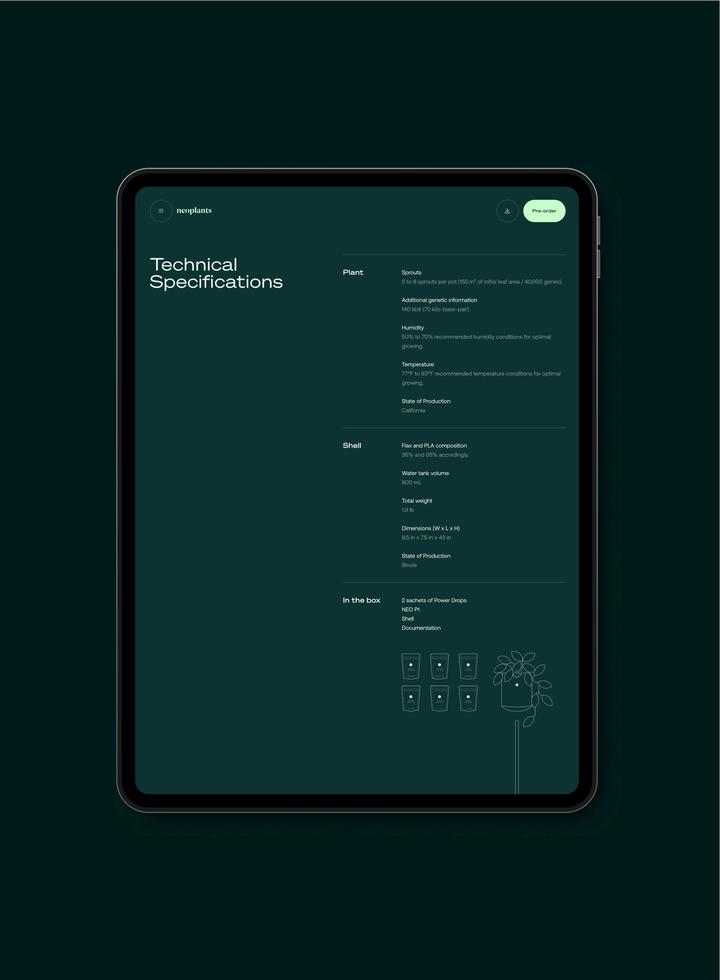 neoplants
Pre-order
Technical
Specifications
Plant
Sprouts
5 to 8 sprouts per pot (150 in² of initial leaf area / 40,000 genes).
Additional genetic information
140 kbit (70 kilo-base-pair)
Humidity
50% to 70% recommended humidity conditions for optimal
growing.
Temperature
77°F to 83°F recommended temperature conditions for optimal
growing.
State of Production
California
Shell
Flax and PLA composition
35% and 65% accordingly.
Water tank volume
800 mL
Total weight
1.9 lb
Dimensions (W x L x H)
8.5 in x 7.5 in x 43 in
State of Production
Illinois
In the box
2 sachets of Power Drops
NEO P1
Shell
Documentation